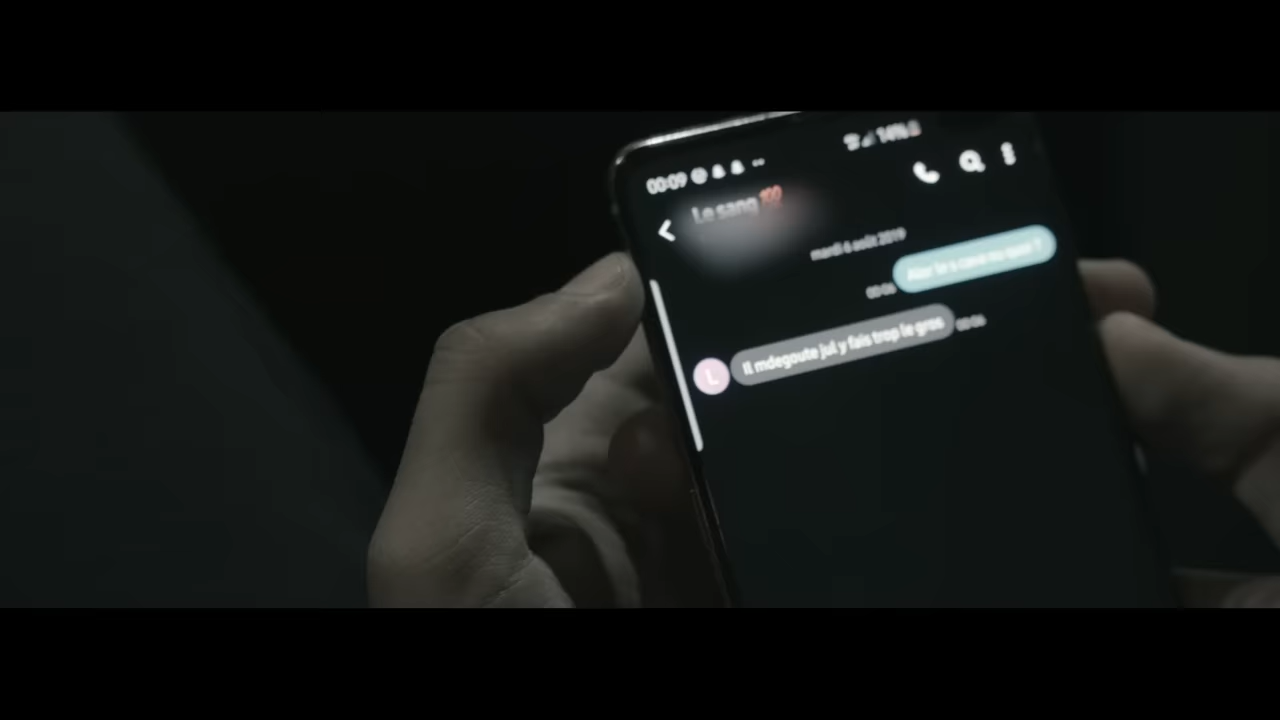 00:09 14%
Le sang 💯
mardi 6 août 2019
00:06
Il mdegoute jul y fais trop le gros 00:06
L